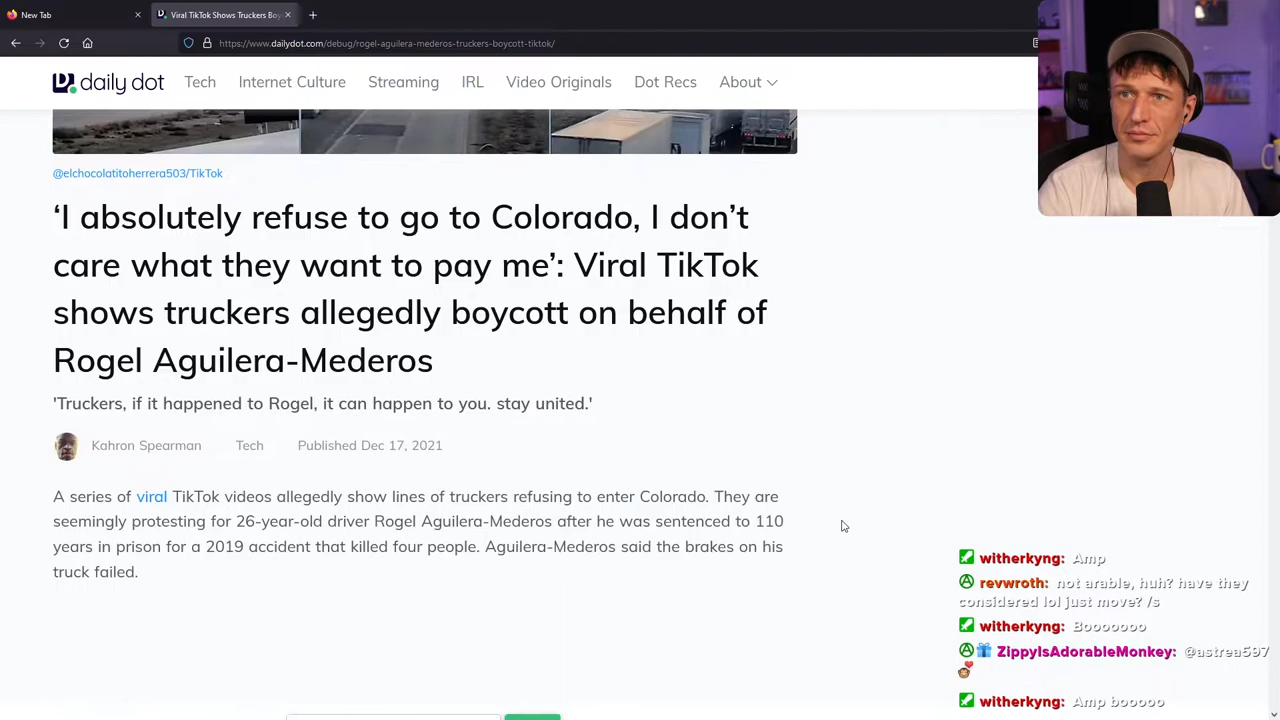 New Tab
Viral TikTok Shows Truckers Boy
https://www.dailydot.com/debug/rogel-aguilera-mederos-truckers-boycott-tiktok/
daily dot Tech Internet Culture Streaming IRL Video Originals Dot Recs About
@elchocolatitoherrera503/TikTok
‘I absolutely refuse to go to Colorado, I don’t
care what they want to pay me’: Viral TikTok
shows truckers allegedly boycott on behalf of
Rogel Aguilera-Mederos
'Truckers, if it happened to Rogel, it can happen to you. stay united.'
Kahron Spearman Tech Published Dec 17, 2021
A series of viral TikTok videos allegedly show lines of truckers refusing to enter Colorado. They are
seemingly protesting for 26-year-old driver Rogel Aguilera-Mederos after he was sentenced to 110
years in prison for a 2019 accident that killed four people. Aguilera-Mederos said the brakes on his
truck failed.
witherkyng: Amp
revwroth: not arable, huh? have they
considered lol just move? /s
witherkyng: Booooooo
ZippyIsAdorableMonkey: @astrea597
witherkyng: Amp booooo